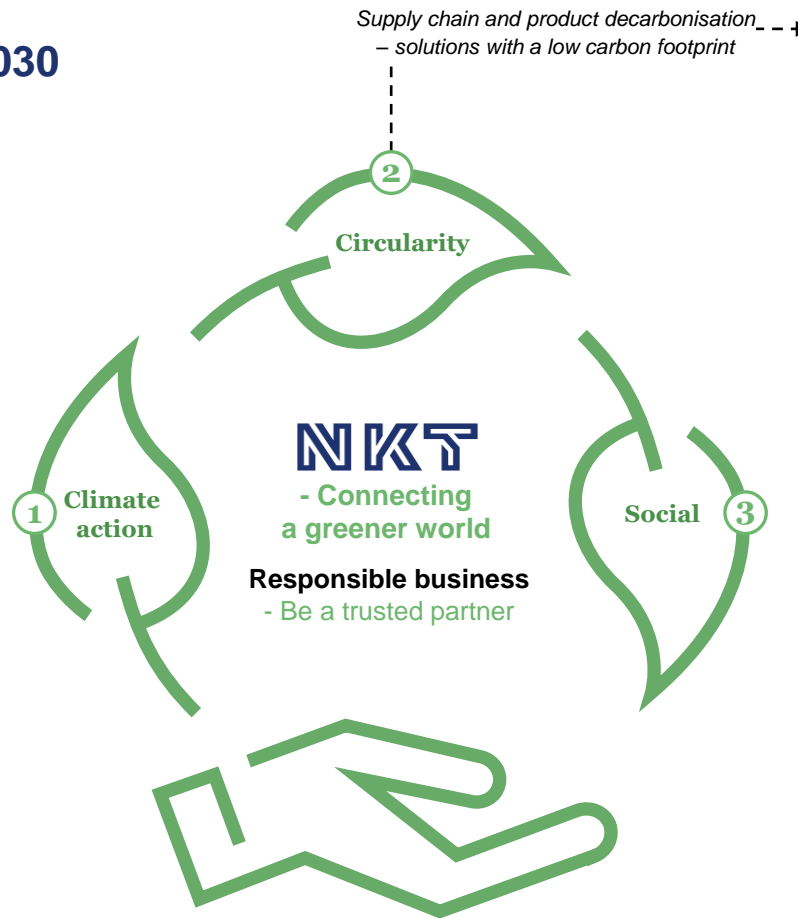 Supply chain and product decarbonisation
– solutions with a low carbon footprint
030
2
Circularity
NKT
- Connecting
a greener world
1
Climate
action
Social
3
Responsible business
- Be a trusted partner